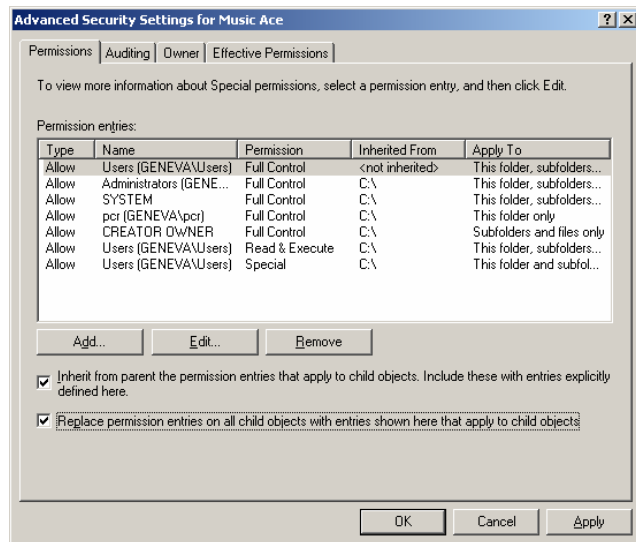 Advanced Security Settings for Music Ace
Permissions Auditing Owner Effective Permissions
To view more information about Special permissions, select a permission entry, and then click Edit.
Permission entries:
Type Name Permission Inherited From Apply To
Allow Users (GENEVA\Users) Full Control <not inherited> This folder, subfolders...
Allow Administrators (GENE... Full Control C:\ This folder, subfolders...
Allow SYSTEM Full Control C:\ This folder, subfolders...
Allow pcr (GENEVA\pcr) Full Control C:\ This folder only
Allow CREATOR OWNER Full Control C:\ Subfolders and files only
Allow Users (GENEVA\Users) Read & Execute C:\ This folder, subfolders...
Allow Users (GENEVA\Users) Special C:\ This folder and subfol...
Add... Edit... Remove
Inherit from parent the permission entries that apply to child objects. Include these with entries explicitly
defined here.
Replace permission entries on all child objects with entries shown here that apply to child objects
OK Cancel Apply